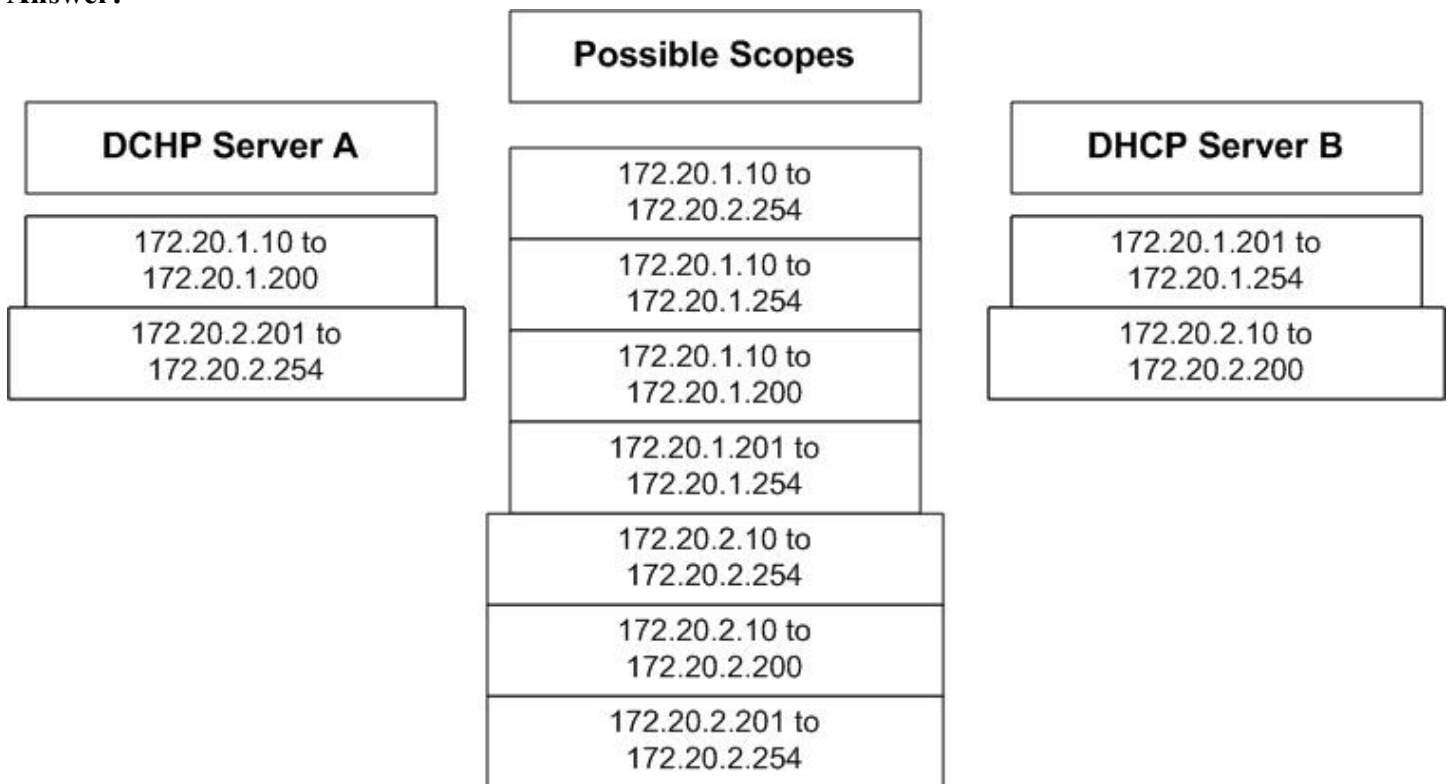 Answer:
Possible Scopes
DCHP Server A
172.20.1.10 to
172.20.1.200
172.20.2.201 to
172.20.2.254
172.20.1.10 to
172.20.2.254
172.20.1.10 to
172.20.1.254
172.20.1.10 to
172.20.1.200
172.20.1.201 to
172.20.1.254
172.20.2.10 to
172.20.2.254
172.20.2.10 to
172.20.2.200
172.20.2.201 to
172.20.2.254
DHCP Server B
172.20.1.201 to
172.20.1.254
172.20.2.10 to
172.20.2.200